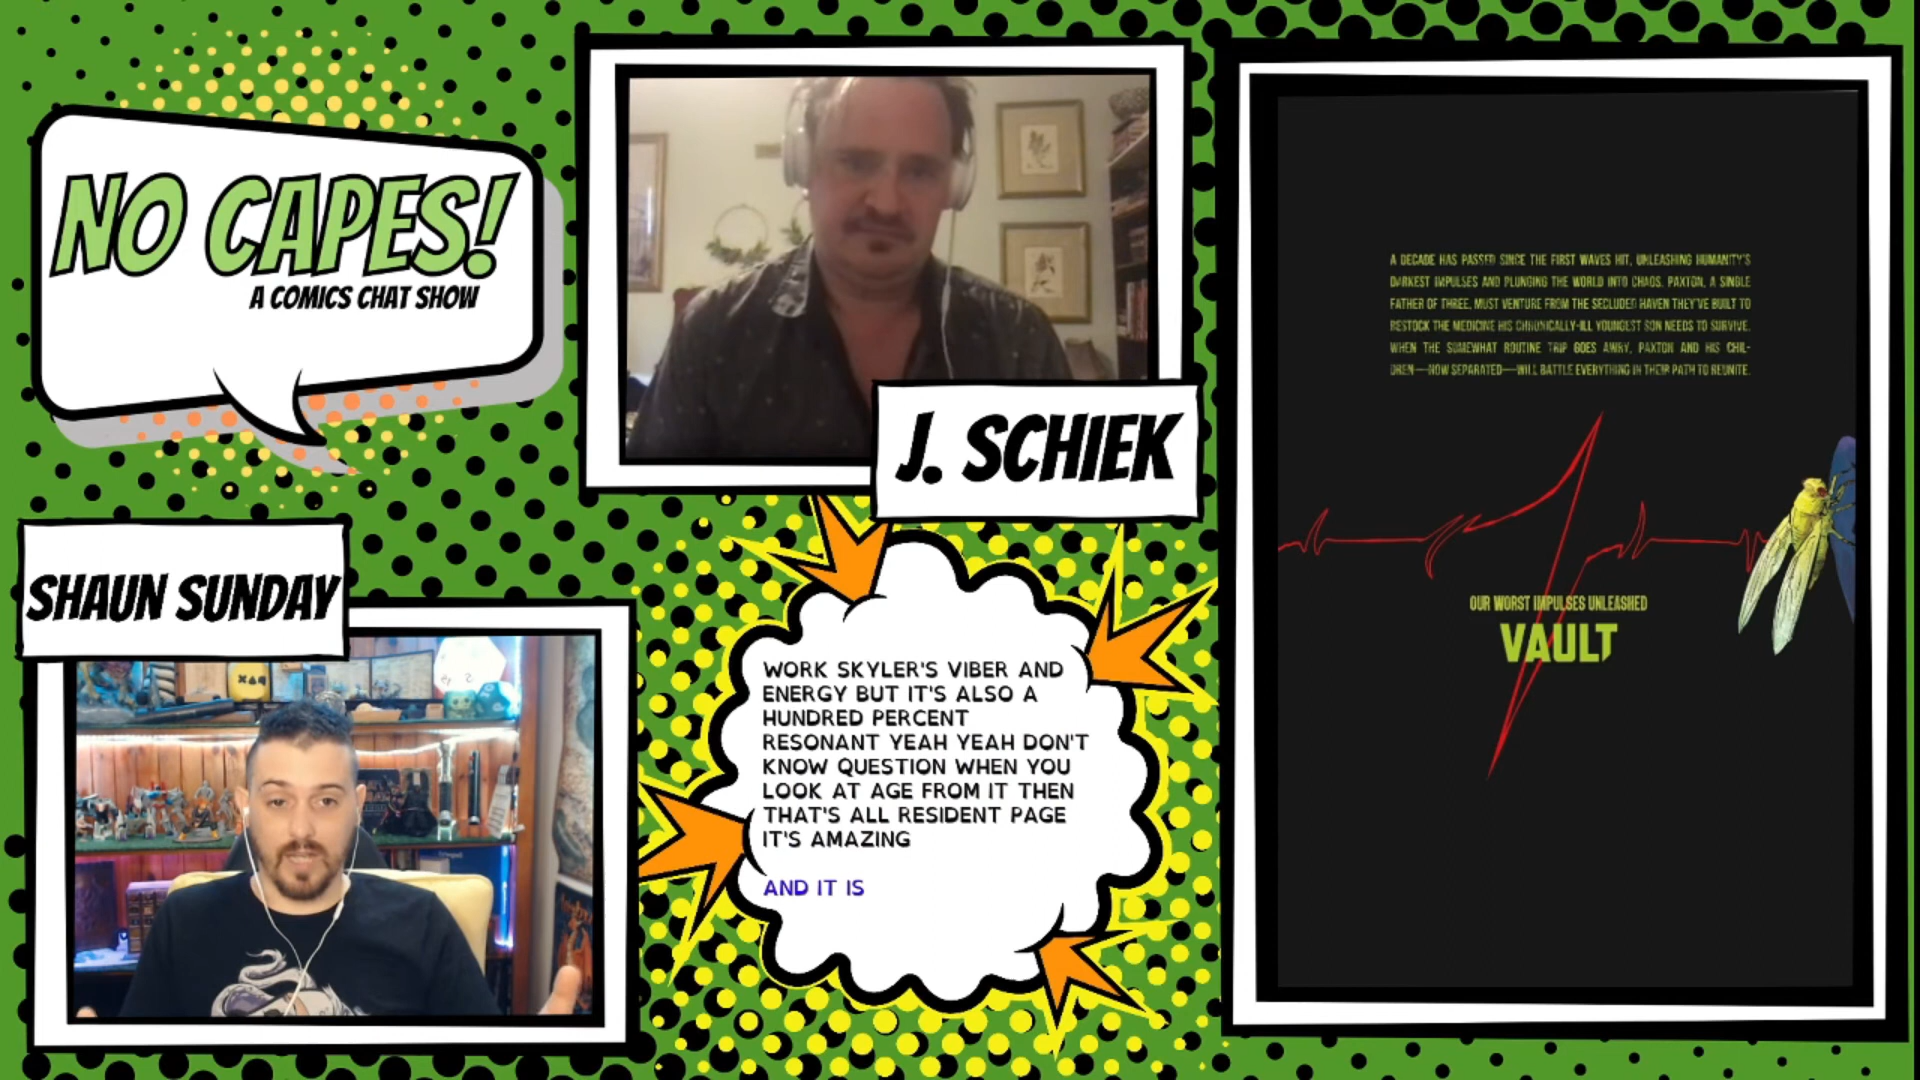 NO CAPES!
A COMICS CHAT SHOW
J. SCHIEK
SHAUN SUNDAY
WORK SKYLER'S VIBER AND
ENERGY BUT IT'S ALSO A
HUNDRED PERCENT
RESONANT YEAH YEAH DON'T
KNOW QUESTION WHEN YOU
LOOK AT AGE FROM IT THEN
THAT'S ALL RESIDENT PAGE
IT'S AMAZING
AND IT IS
A DECADE HAS PASSED SINCE THE FIRST WAVES HIT, UNLEASHING HUMANITY'S
DARKEST IMPULSES AND PLUNGING THE WORLD INTO CHAOS. PAXTON, A SINGLE
FATHER OF THREE, MUST VENTURE FROM THE SECLUDED HAVEN THEY'VE BUILT TO
RESTOCK THE MEDICINE HIS CHRONICALLY-ILL YOUNGEST SON NEEDS TO SURVIVE.
WHEN THE SOMEWHAT ROUTINE TRIP GOES AWRY, PAXTON AND HIS CHIL-
DREN—NOW SEPARATED—WILL BATTLE EVERYTHING IN THEIR PATH TO REUNITE.
OUR WORST IMPULSES UNLEASHED
VAULT